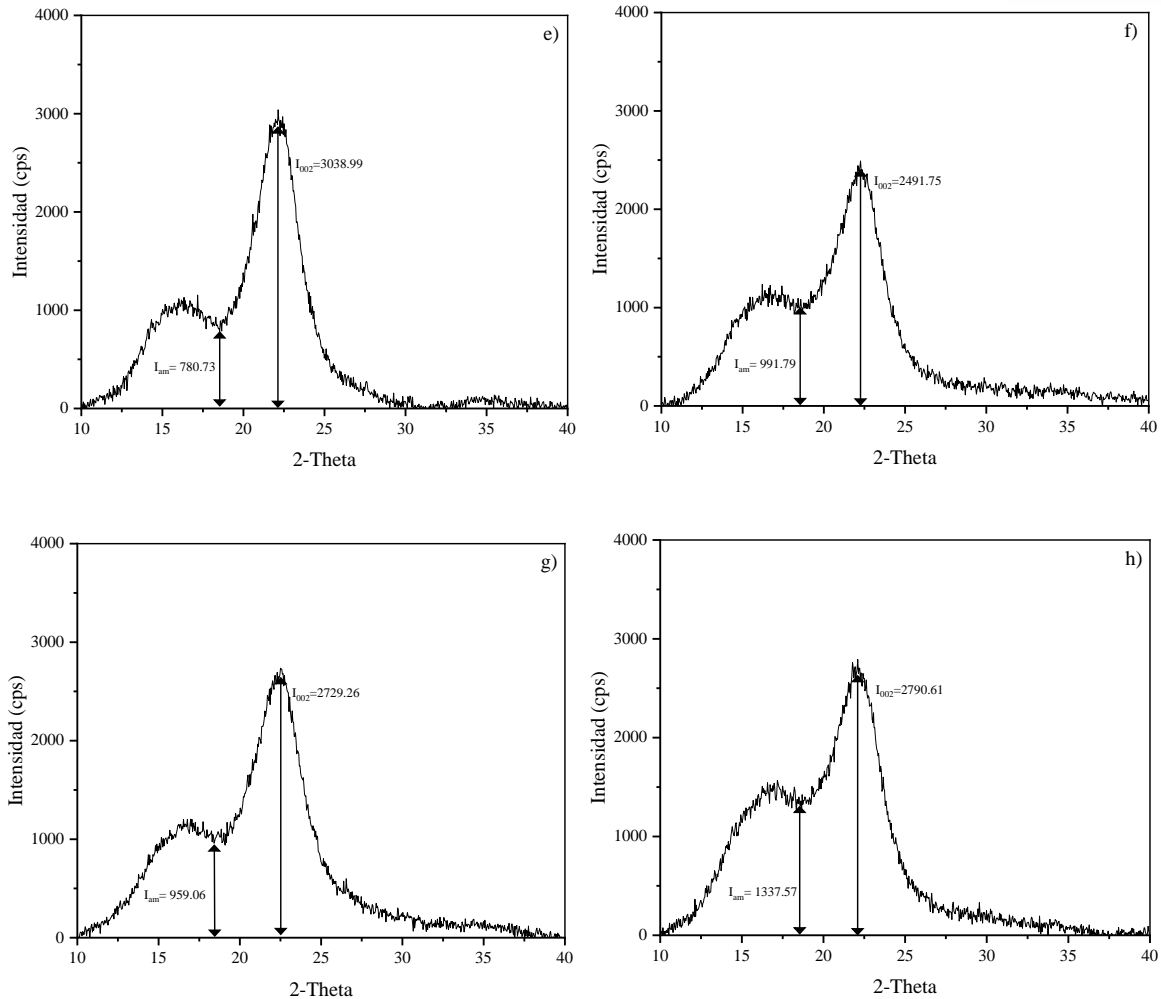 e)
4000
3000
2000
1000
0
Intensidad (cps)
I002=3038.99
Iam= 780.73
10 15 20 25 30 35 40
2-Theta
f)
4000
3000
2000
1000
0
Intensidad (cps)
I002=2491.75
Iam= 991.79
10 15 20 25 30 35 40
2-Theta
g)
4000
3000
2000
1000
0
Intensidad (cps)
I002=2729.26
Iam= 959.06
10 15 20 25 30 35 40
2-Theta
h)
4000
3000
2000
1000
0
Intensidad (cps)
I002=2790.61
Iam= 1337.57
10 15 20 25 30 35 40
2-Theta